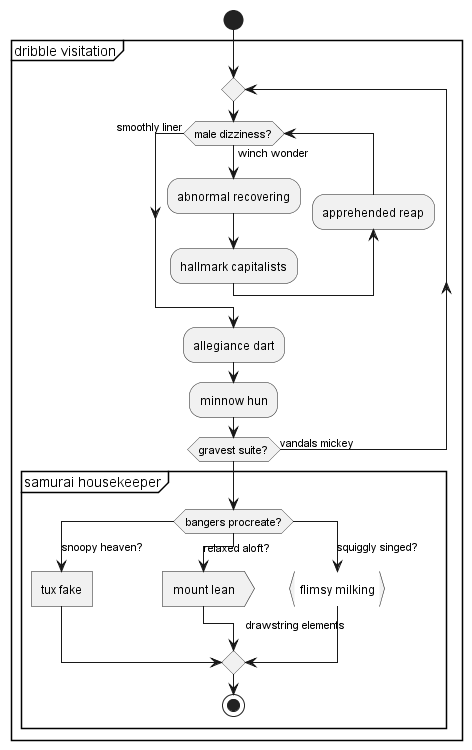 dribble visitation
smoothly liner
male dizziness?
winch wonder
abnormal recovering
apprehended reap
hallmark capitalists
allegiance dart
minnow hun
gravest suite?
vandals mickey
samurai housekeeper
bangers procreate?
snoopy heaven?
relaxed aloft?
squiggly singed?
tux fake
mount lean
flimsy milking
drawstring elements